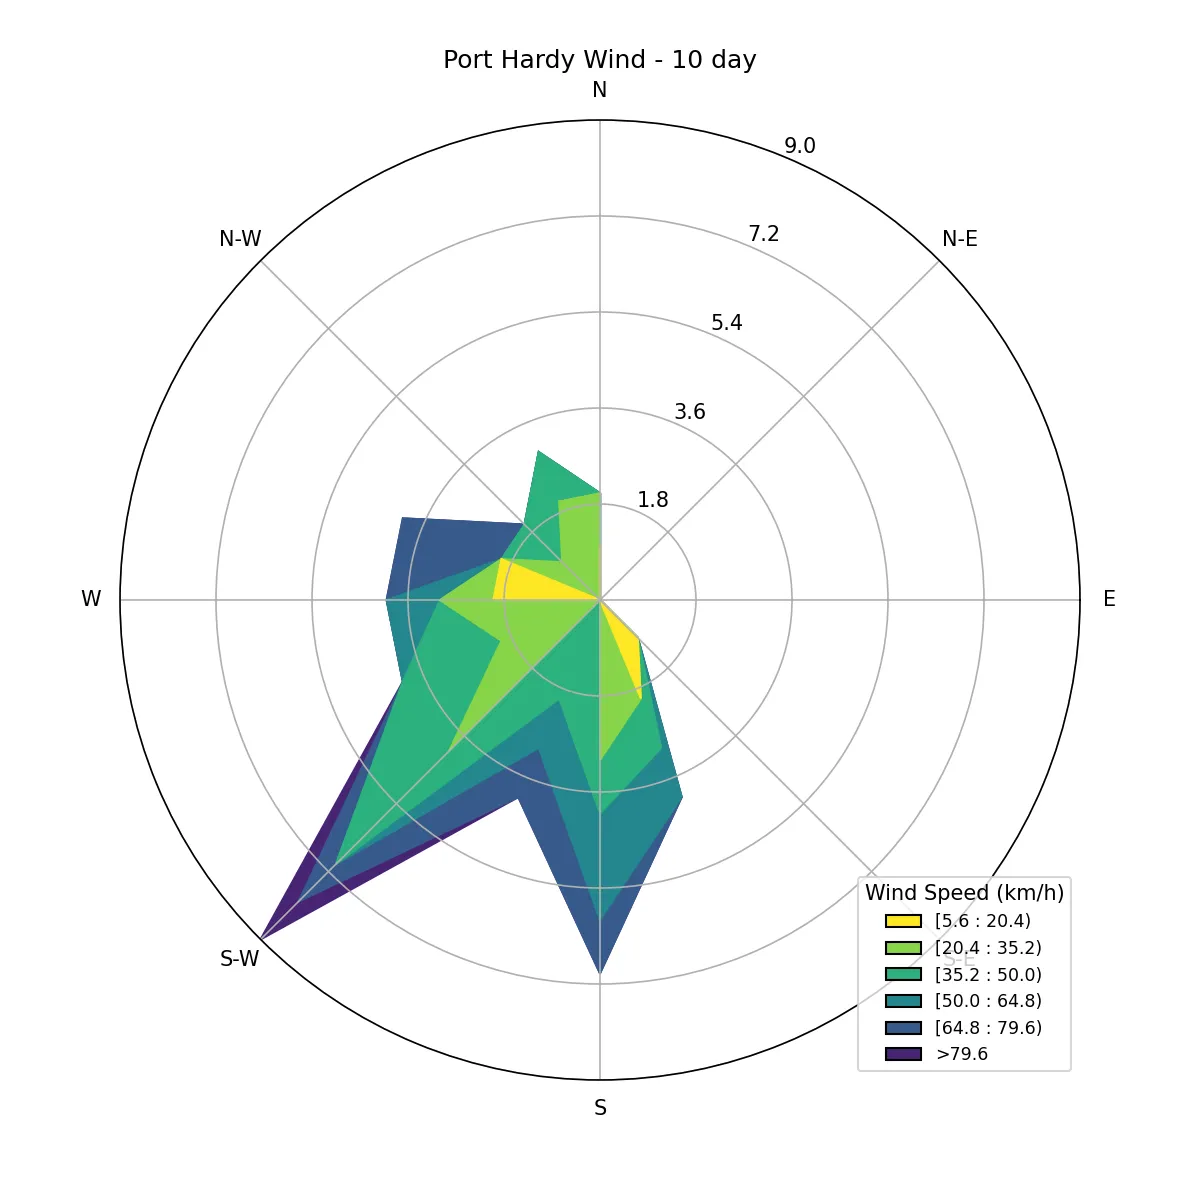 Port Hardy Wind - 10 day
N
9.0
7.2
N-W
N-E
5.4
3.6
1.8
W
E
S-W
S-E
S
Wind Speed (km/h)
[5.6 : 20.4)
[20.4 : 35.2)
[35.2 : 50.0)
[50.0 : 64.8)
[64.8 : 79.6)
>79.6